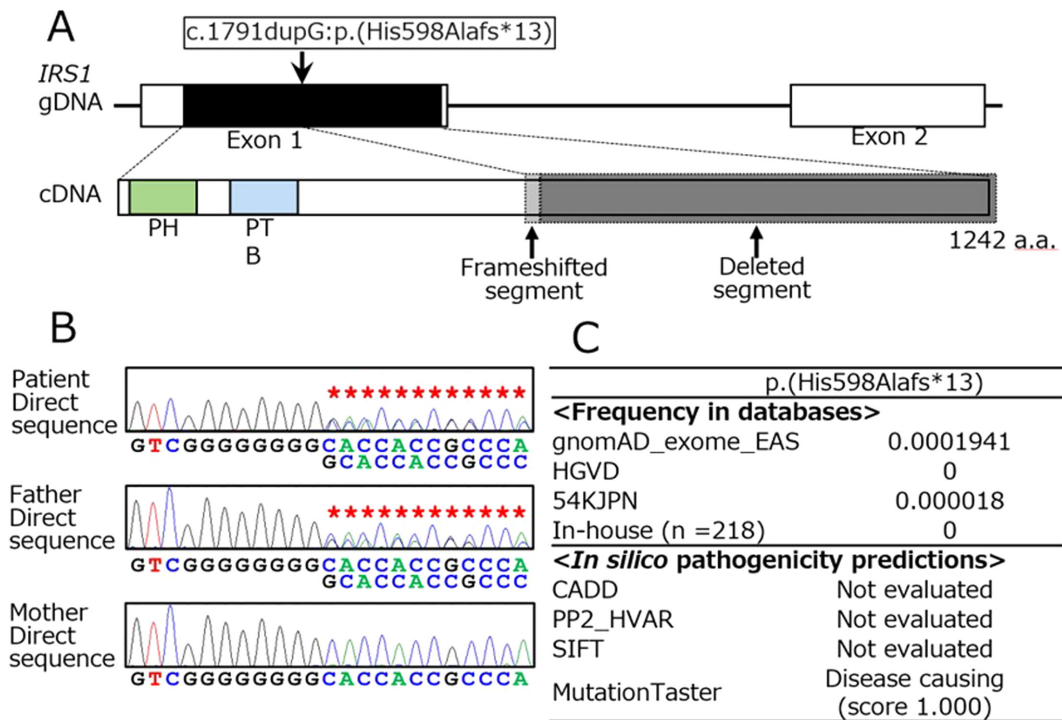 A
c.1791dupG:p.(His598Alafs*13)
IRS1
gDNA
Exon 1
Exon 2
cDNA
PH
PT
B
1242 a.a.
Frameshifted
segment
Deleted
segment
B
Patient
Direct
sequence
************
GTCGGGGGGGGCACCACCGCCCA
GCACCACCGCCC
Father
Direct
sequence
************
GTCGGGGGGGGCACCACCGCCCA
GCACCACCGCCC
Mother
Direct
sequence
GTCGGGGGGGGCACCACCGCCCA
C
p.(His598Alafs*13)
<Frequency in databases>
gnomAD_exome_EAS 0.0001941
HGVD 0
54KJPN 0.000018
In-house (n =218) 0
<In silico pathogenicity predictions>
CADD Not evaluated
PP2_HVAR Not evaluated
SIFT Not evaluated
MutationTaster Disease causing
(score 1.000)